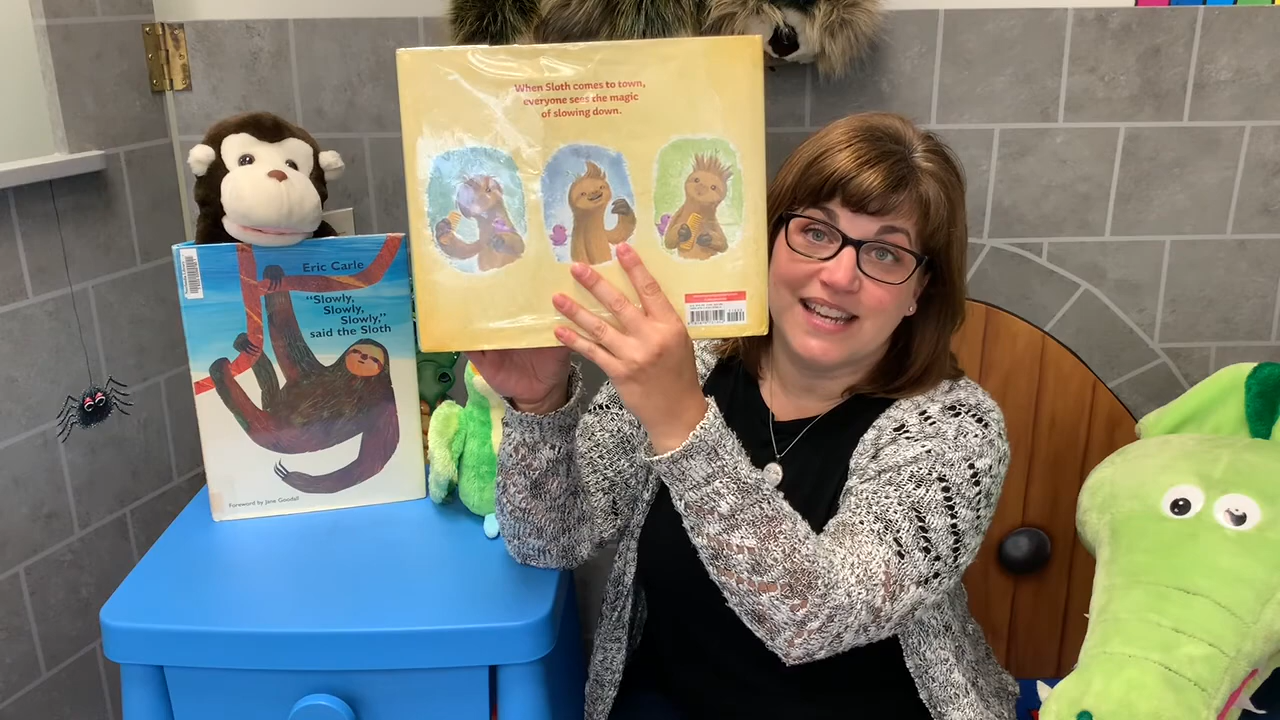 When Sloth comes to town,
everyone sees the magic
of slowing down.
Eric Carle
"Slowly,
Slowly,
Slowly,"
said the Sloth
Foreword by Jane Goodall